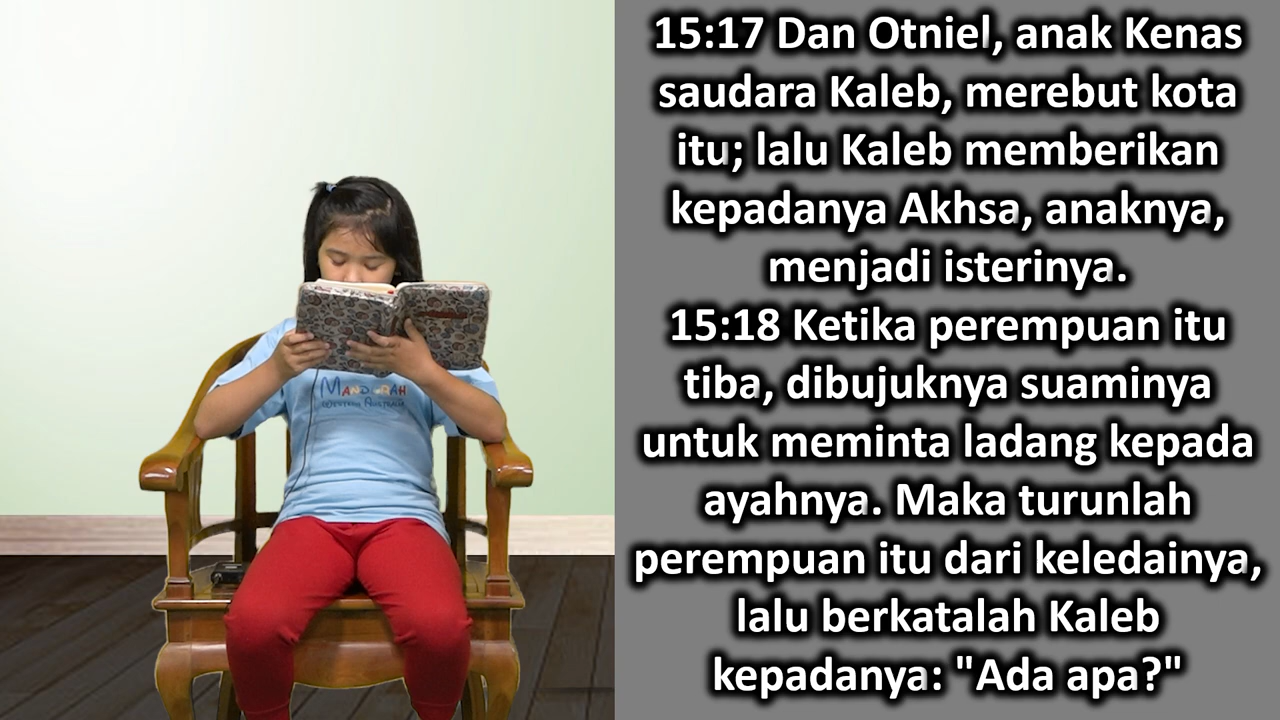 15:17 Dan Otniel, anak Kenas
saudara Kaleb, merebut kota
itu; lalu Kaleb memberikan
kepadanya Akhsa, anaknya,
menjadi isterinya.
15:18 Ketika perempuan itu
tiba, dibujuknya suaminya
untuk meminta ladang kepada
ayahnya. Maka turunlah
perempuan itu dari keledainya,
lalu berkatalah Kaleb
kepadanya: "Ada apa?"
WESTERN AUSTRALIA